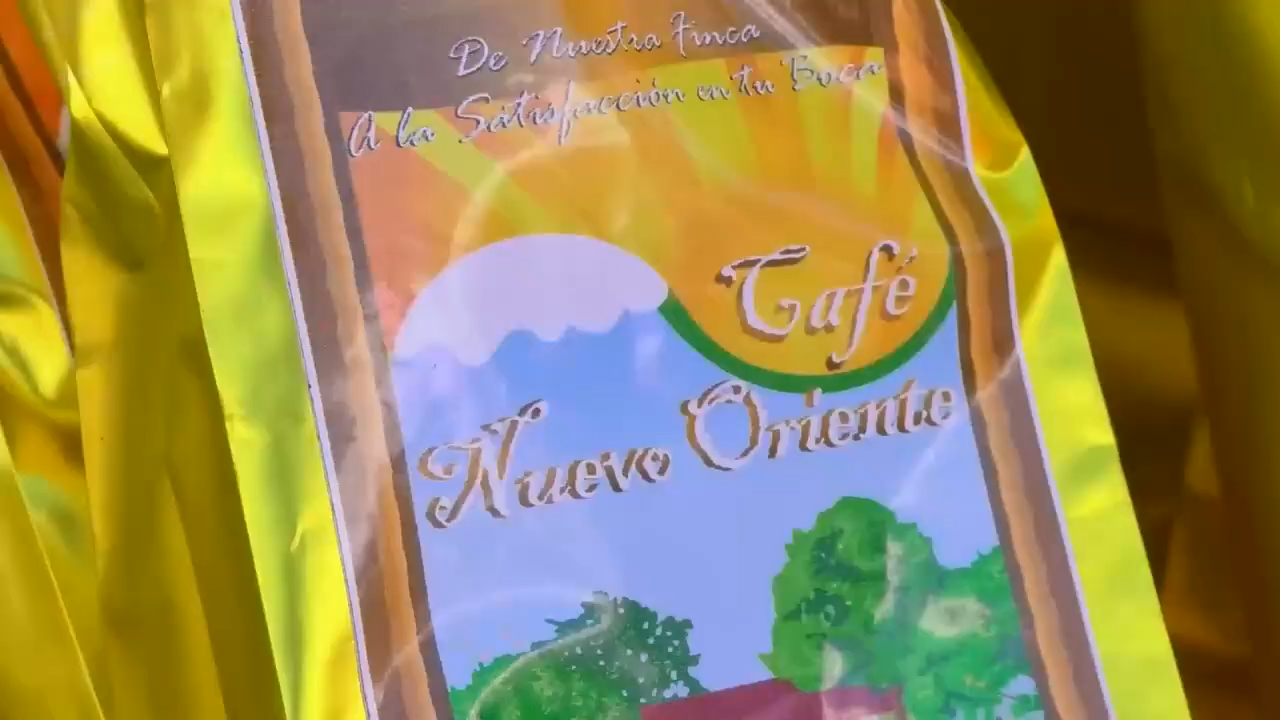 De Nuestra Finca
A la Satisfacción en tu Boca
Café
Nuevo Oriente